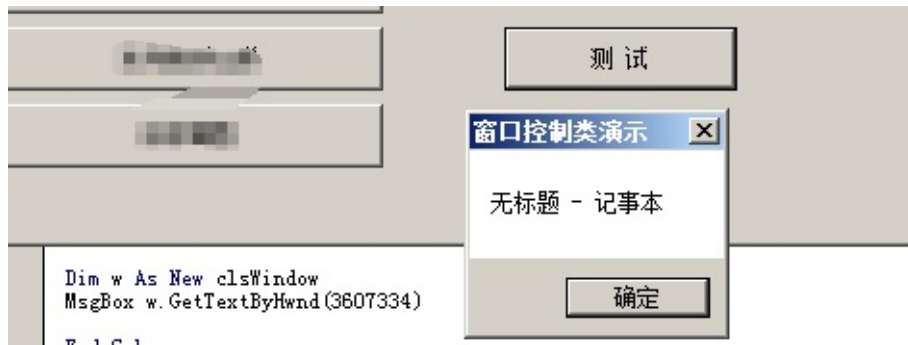 测 试
窗口控制类演示
无标题 - 记事本
确定
Dim w As New clsWindow
MsgBox w.GetTextByHwnd(3607334)